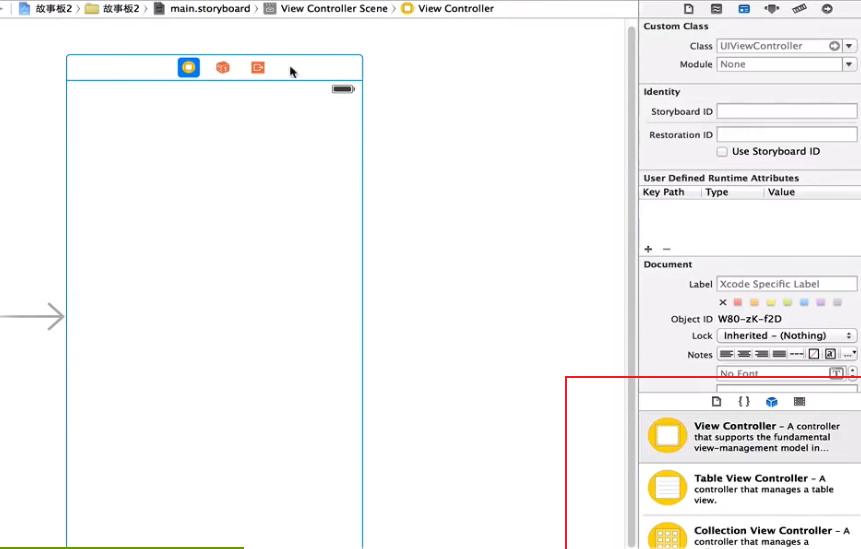 故事板2 〉 故事板2 〉 main.storyboard 〉 View Controller Scene 〉 View Controller
Custom Class
Class UIViewController
Module None
Identity
Storyboard ID
Restoration ID
Use Storyboard ID
User Defined Runtime Attributes
Key Path Type Value
+ −
Document
Label Xcode Specific Label
Object ID W80-zK-f2D
Lock Inherited - (Nothing)
Notes
No Font
View Controller - A controller
that supports the fundamental
view-management model in...
Table View Controller - A
controller that manages a table
view.
Collection View Controller - A
controller that manages a